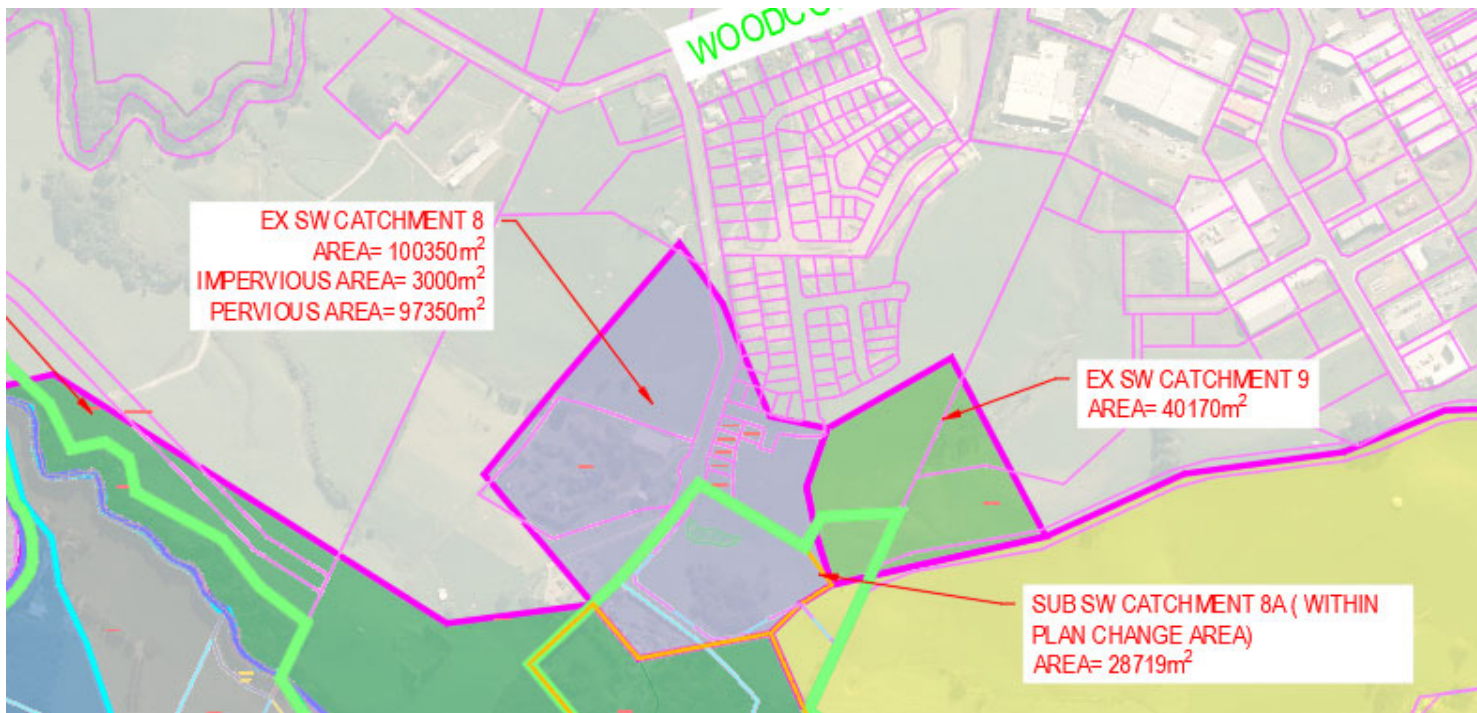 EX SW CATCHMENT 8
AREA= 100350m²
IMPERVIOUS AREA= 3000m²
PERVIOUS AREA= 97350m²
EX SW CATCHMENT 9
AREA= 40170m²
SUB SW CATCHMENT 8A ( WITHIN
PLAN CHANGE AREA)
AREA= 28719m²